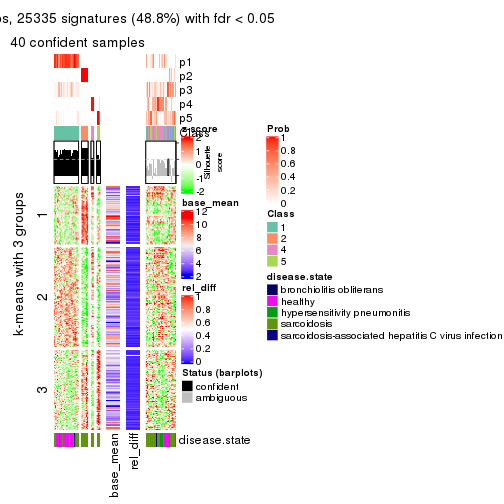 os, 25335 signatures (48.8%) with fdr < 0.05
40 confident samples
p1
p2
p3
p4
p5
Class
Silhouette
score
z-score
2
1
0
-1
-2
base_mean
12
10
8
6
4
2
rel_diff
1
0.8
0.6
0.4
0.2
0
Status (barplots)
confident
ambiguous
Prob
1
0.8
0.6
0.4
0.2
0
Class
1
2
4
5
disease.state
bronchiolitis obliterans
healthy
hypersensitivity pneumonitis
sarcoidosis
sarcoidosis-associated hepatitis C virus infection
k-means with 3 groups
1
2
3
disease.state
base_mean
rel_diff